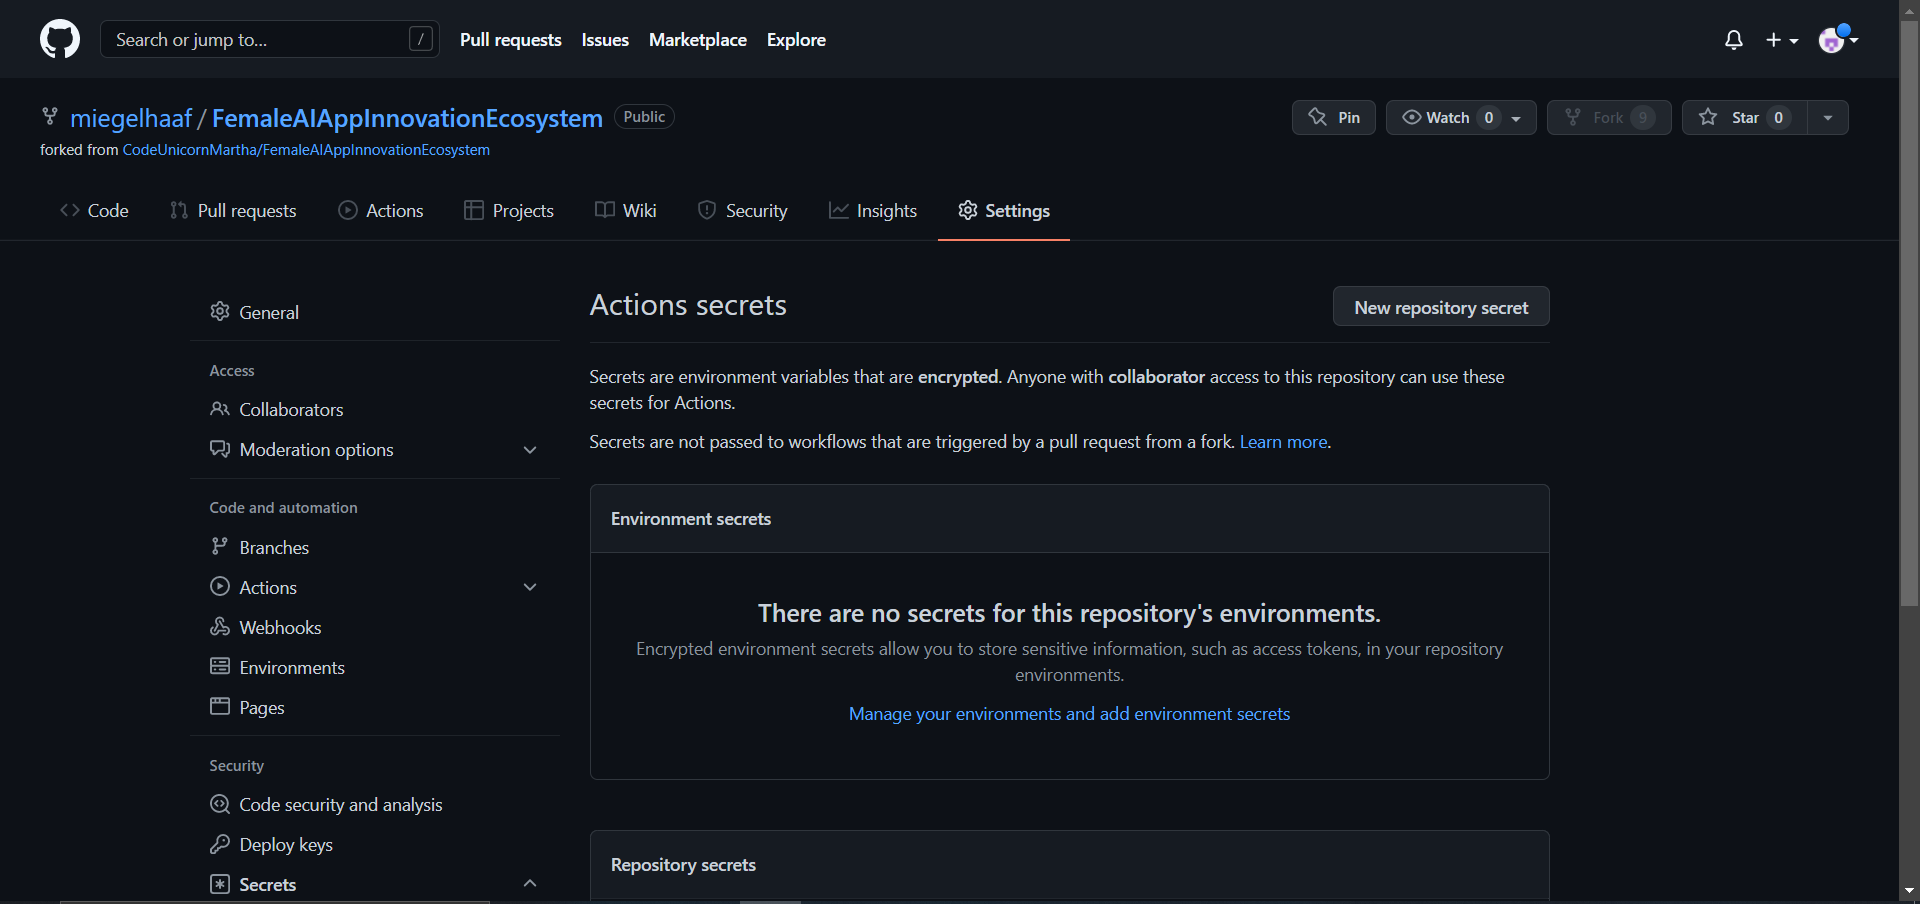 Search or jump to... /
Pull requests Issues Marketplace Explore
miegelhaaf / FemaleAIAppInnovationEcosystem Public
Pin Watch 0 Fork 9 Star 0
forked from CodeUnicornMartha/FemaleAIAppInnovationEcosystem
Code Pull requests Actions Projects Wiki Security Insights Settings
General
Access
Collaborators
Moderation options
Code and automation
Branches
Actions
Webhooks
Environments
Pages
Security
Code security and analysis
Deploy keys
Secrets
Actions secrets
New repository secret
Secrets are environment variables that are encrypted. Anyone with collaborator access to this repository can use these
secrets for Actions.
Secrets are not passed to workflows that are triggered by a pull request from a fork. Learn more.
Environment secrets
There are no secrets for this repository's environments.
Encrypted environment secrets allow you to store sensitive information, such as access tokens, in your repository
environments.
Manage your environments and add environment secrets
Repository secrets